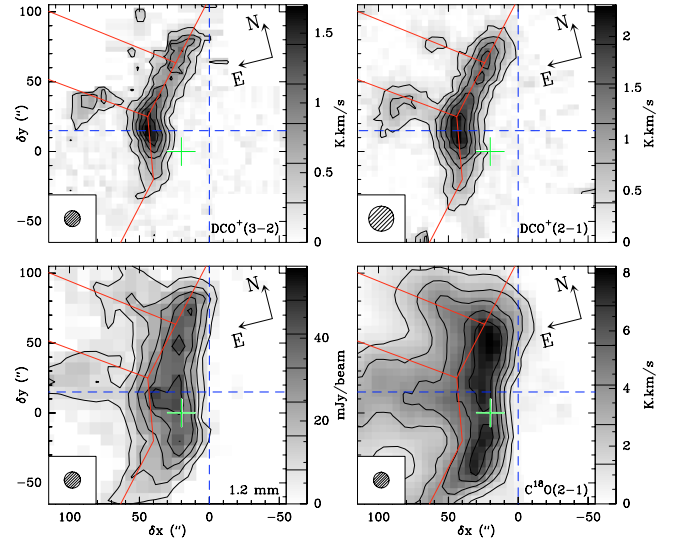 100
50
0
−50
δy (″)
N
E
DCO⁺(3−2)
1.5
1
0.5
0
K.km/s
N
E
DCO⁺(2−1)
2
1.5
1
0.5
0
K.km/s
100
50
0
−50
δy (″)
100
50
0
−50
δx (″)
N
E
1.2 mm
40
20
0
mJy/beam
100
50
0
−50
δx (″)
N
E
C¹⁸O(2−1)
8
6
4
2
0
K.km/s